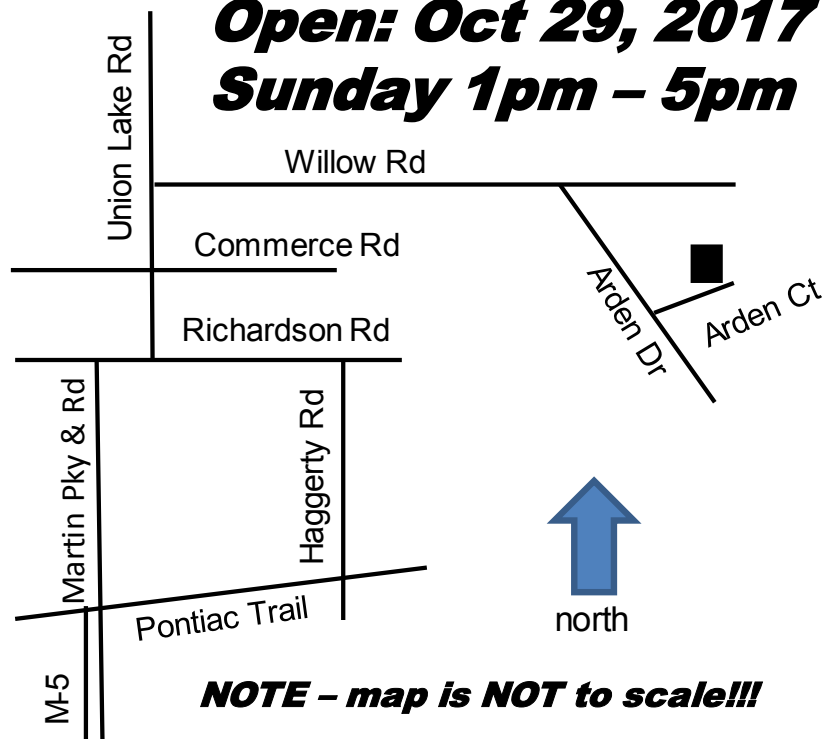 Open: Oct 29, 2017
Sunday 1pm – 5pm
Union Lake Rd
Willow Rd
Commerce Rd
Arden Dr
Arden Ct
Richardson Rd
Martin Pky & Rd
Haggerty Rd
Pontiac Trail
north
M-5
NOTE – map is NOT to scale!!!